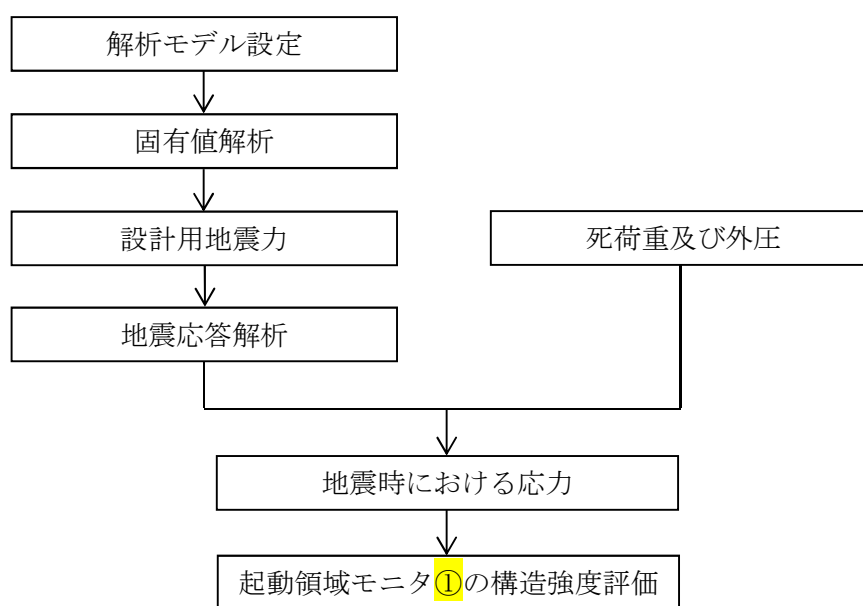 解析モデル設定
固有値解析
設計用地震力
死荷重及び外圧
地震応答解析
地震時における応力
起動領域モニタ①の構造強度評価